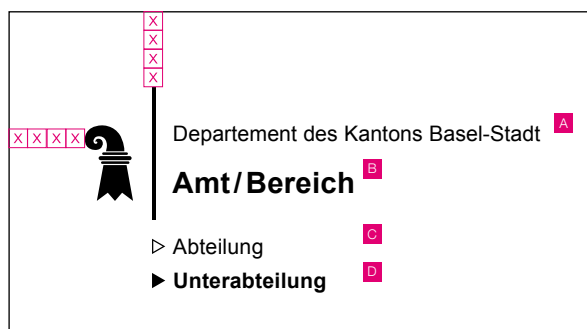 X
X
X
X
X X X X
Departement des Kantons Basel-Stadt A
Amt/Bereich B
▷ Abteilung C
▶ Unterabteilung D